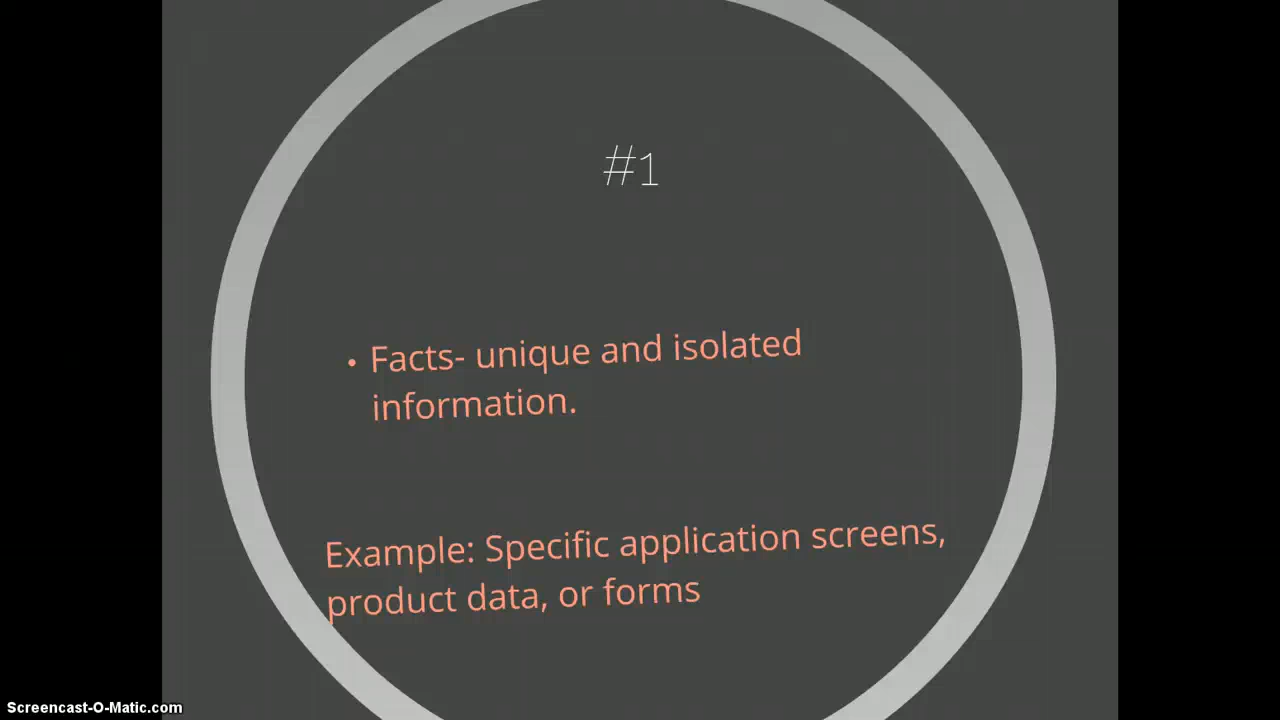 #1
• Facts- unique and isolated
information.
Example: Specific application screens,
product data, or forms
Screencast-O-Matic.com